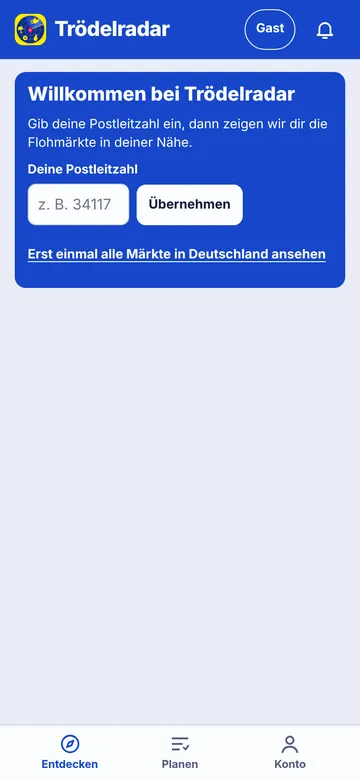 Trödelradar
Gast
Willkommen bei Trödelradar
Gib deine Postleitzahl ein, dann zeigen wir dir die
Flohmärkte in deiner Nähe.
Deine Postleitzahl
z. B. 34117
Übernehmen
Erst einmal alle Märkte in Deutschland ansehen
Entdecken
Planen
Konto